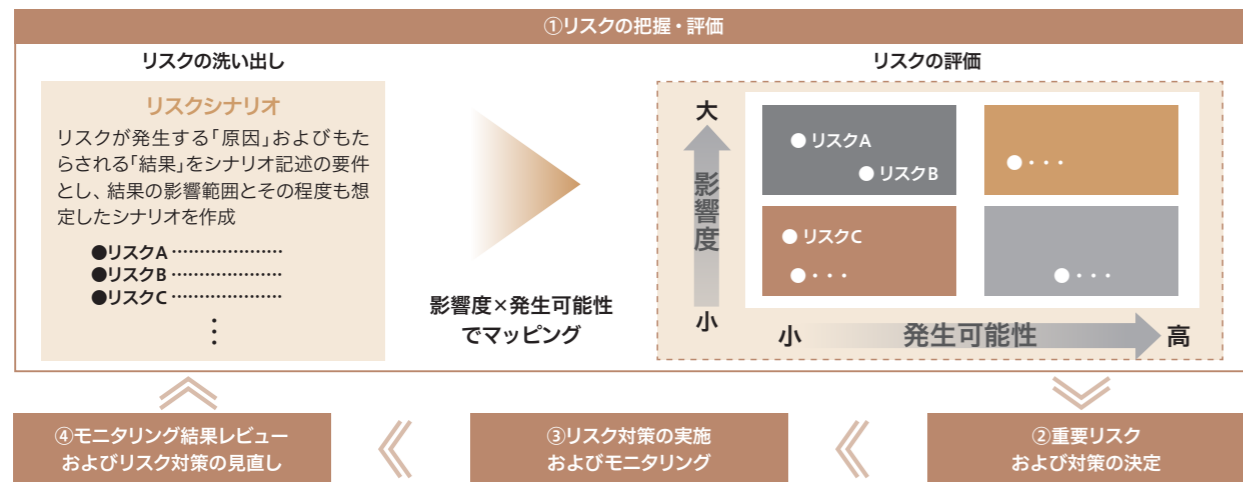 ①リスクの把握・評価
リスクの洗い出し
リスクシナリオ
リスクが発生する「原因」およびもた
らされる「結果」をシナリオ記述の要件
とし、結果の影響範囲とその程度も想
定したシナリオを作成
●リスクA ····················
●リスクB ····················
●リスクC ····················
⋮
影響度×発生可能性
でマッピング
リスクの評価
大
影響度
小
● リスクA
● リスクB
●・・・
● リスクC
●・・・
●・・・
小
発生可能性
高
②重要リスク
および対策の決定
③リスク対策の実施
およびモニタリング
④モニタリング結果レビュー
およびリスク対策の見直し